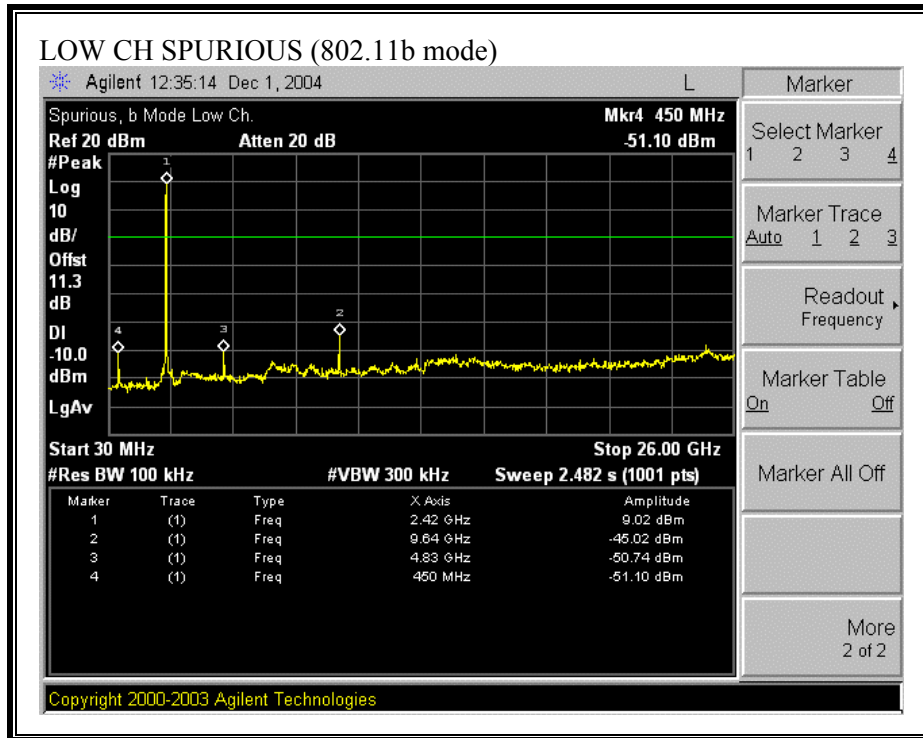 LOW CH SPURIOUS (802.11b mode)
Agilent 12:35:14 Dec 1, 2004 L
Marker
Spurious, b Mode Low Ch. Mkr4 450 MHz
Ref 20 dBm Atten 20 dB -51.10 dBm
#Peak
Log
10
dB/
Offst
11.3
dB
DI
-10.0
dBm
LgAv
1
2
3
4
Start 30 MHz Stop 26.00 GHz
#Res BW 100 kHz #VBW 300 kHz Sweep 2.482 s (1001 pts)
Marker Trace Type X Axis Amplitude
1 (1) Freq 2.42 GHz 9.02 dBm
2 (1) Freq 9.64 GHz -45.02 dBm
3 (1) Freq 4.83 GHz -50.74 dBm
4 (1) Freq 450 MHz -51.10 dBm
Select Marker
1 2 3 4
Marker Trace
Auto 1 2 3
Readout
Frequency
Marker Table
On Off
Marker All Off
More
2 of 2
Copyright 2000-2003 Agilent Technologies